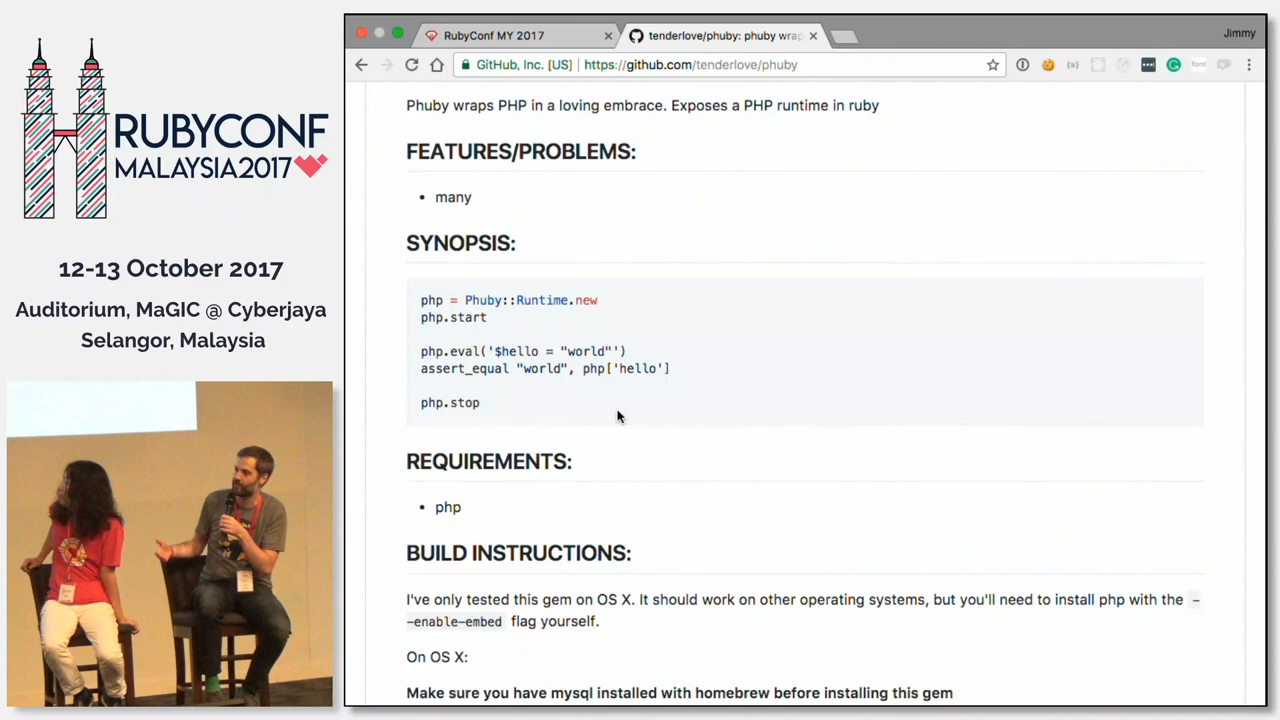 RUBYCONF
MALAYSIA2017
12-13 October 2017
Auditorium, MaGIC @ Cyberjaya
Selangor, Malaysia
RubyConf MY 2017
tenderlove/phuby: phuby wrap
Jimmy
GitHub, Inc. [US] | https://github.com/tenderlove/phuby
Phuby wraps PHP in a loving embrace. Exposes a PHP runtime in ruby
FEATURES/PROBLEMS:
• many
SYNOPSIS:
php = Phuby::Runtime.new
php.start
php.eval('$hello = "world"')
assert_equal "world", php['hello']
php.stop
REQUIREMENTS:
• php
BUILD INSTRUCTIONS:
I've only tested this gem on OS X. It should work on other operating systems, but you'll need to install php with the -
-enable-embed flag yourself.
On OS X:
Make sure you have mysql installed with homebrew before installing this gem